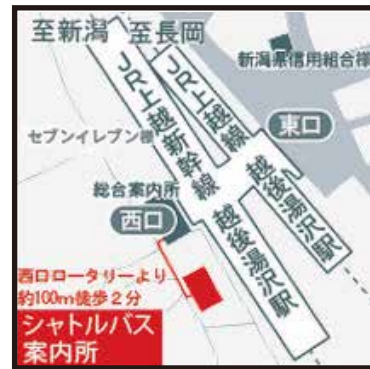 至新潟
至長岡
新潟県信用組合様
JR上越線
JR上越新幹線
東口
セブンイレブン様
総合案内所
西口
越後湯沢駅
越後湯沢駅
西口ロータリーより
約100m徒歩2分
シャトルバス
案内所